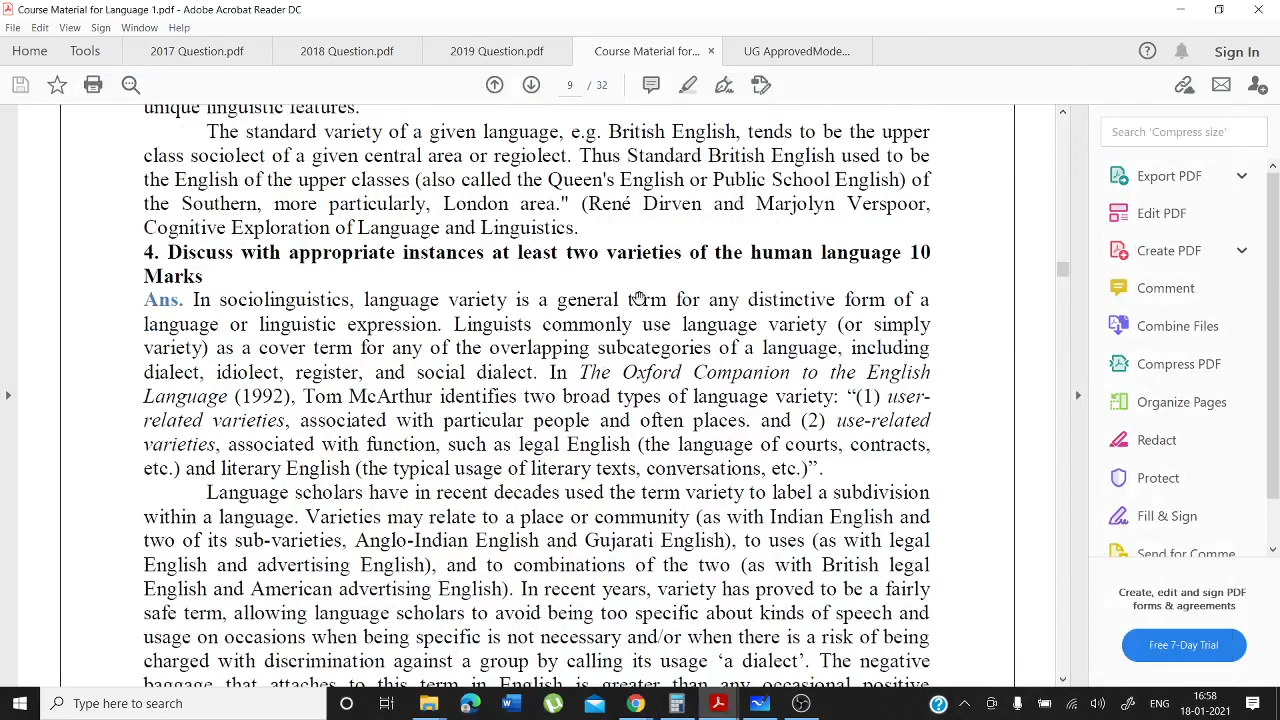 Course Material for Language 1.pdf - Adobe Acrobat Reader DC
File Edit View Sign Window Help
Home Tools 2017 Question.pdf 2018 Question.pdf 2019 Question.pdf Course Material for... × UG ApprovedMode... Sign In
9 / 32
unique linguistic features.
The standard variety of a given language, e.g. British English, tends to be the upper
class sociolect of a given central area or regiolect. Thus Standard British English used to be
the English of the upper classes (also called the Queen's English or Public School English) of
the Southern, more particularly, London area." (René Dirven and Marjolyn Verspoor,
Cognitive Exploration of Language and Linguistics.
4. Discuss with appropriate instances at least two varieties of the human language 10
Marks
Ans. In sociolinguistics, language variety is a general term for any distinctive form of a
language or linguistic expression. Linguists commonly use language variety (or simply
variety) as a cover term for any of the overlapping subcategories of a language, including
dialect, idiolect, register, and social dialect. In The Oxford Companion to the English
Language (1992), Tom McArthur identifies two broad types of language variety: “(1) user-
related varieties, associated with particular people and often places. and (2) use-related
varieties, associated with function, such as legal English (the language of courts, contracts,
etc.) and literary English (the typical usage of literary texts, conversations, etc.)”.
Language scholars have in recent decades used the term variety to label a subdivision
within a language. Varieties may relate to a place or community (as with Indian English and
two of its sub-varieties, Anglo-Indian English and Gujarati English), to uses (as with legal
English and advertising English), and to combinations of the two (as with British legal
English and American advertising English). In recent years, variety has proved to be a fairly
safe term, allowing language scholars to avoid being too specific about kinds of speech and
usage on occasions when being specific is not necessary and/or when there is a risk of being
charged with discrimination against a group by calling its usage ‘a dialect’. The negative
baggage that attaches to this term in English is greater than any occasional positive
Search 'Compress size'
Export PDF
Edit PDF
Create PDF
Comment
Combine Files
Compress PDF
Organize Pages
Redact
Protect
Fill & Sign
Send for Comme
Create, edit and sign PDF
forms & agreements
Free 7-Day Trial
Type here to search
ENG
16:58
18-01-2021